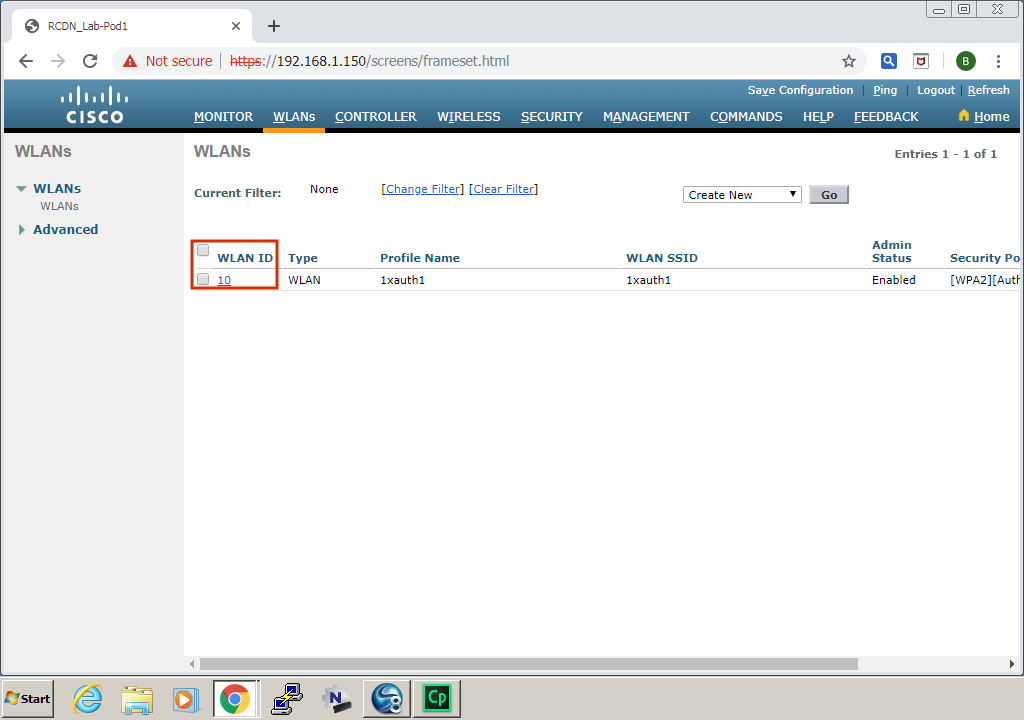 RCDN_Lab-Pod1
Not secure | https://192.168.1.150/screens/frameset.html
B
Save Configuration | Ping | Logout | Refresh
CISCO
MONITOR WLANs CONTROLLER WIRELESS SECURITY MANAGEMENT COMMANDS HELP FEEDBACK Home
WLANs
WLANs
WLANs
Advanced
WLANs
Entries 1 - 1 of 1
Current Filter: None [Change Filter] [Clear Filter]
Create New Go
WLAN ID Type Profile Name WLAN SSID Admin Status Security Po
10 WLAN 1xauth1 1xauth1 Enabled [WPA2][Auth
Start
N
S8
Cp